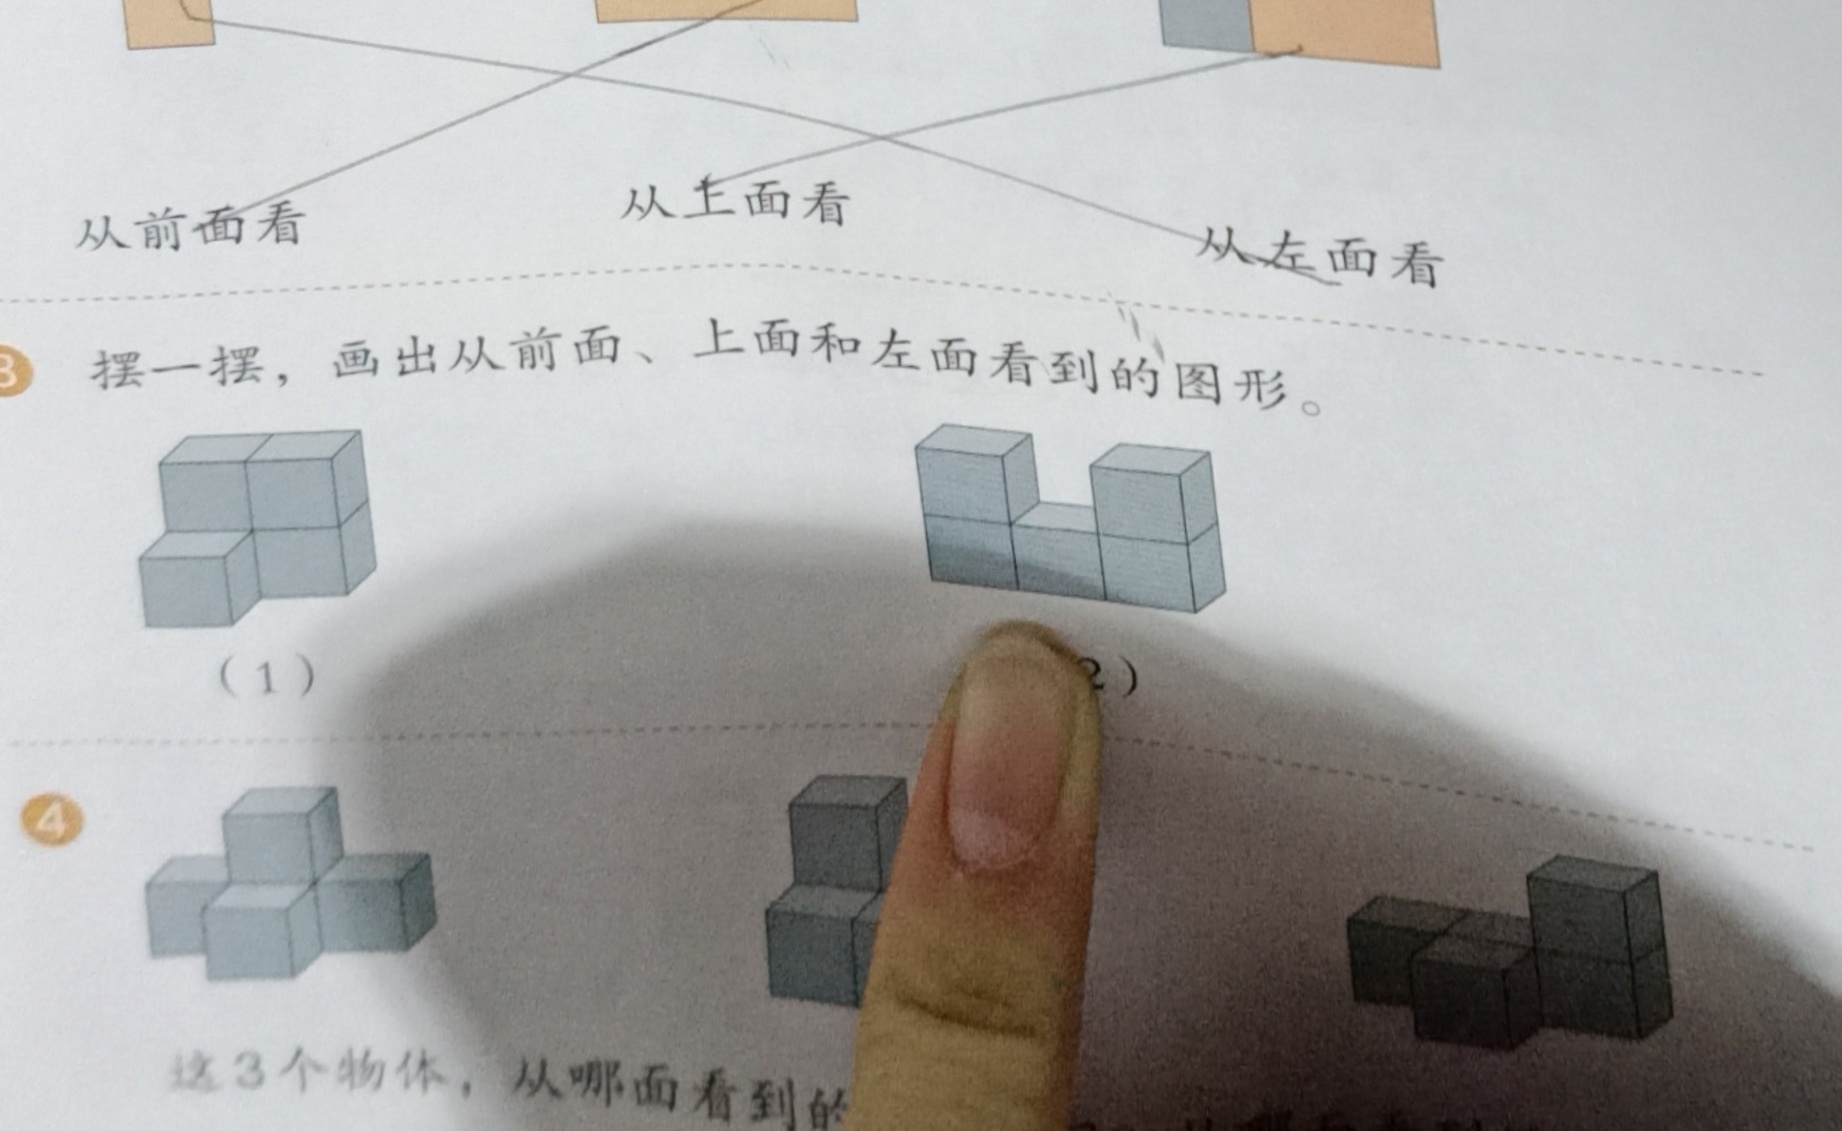 从前面看 从上面看 从左面看
3 摆一摆，画出从前面、上面和左面看到的图形。
（1） 2）
4
这3个物体，从哪面看到的